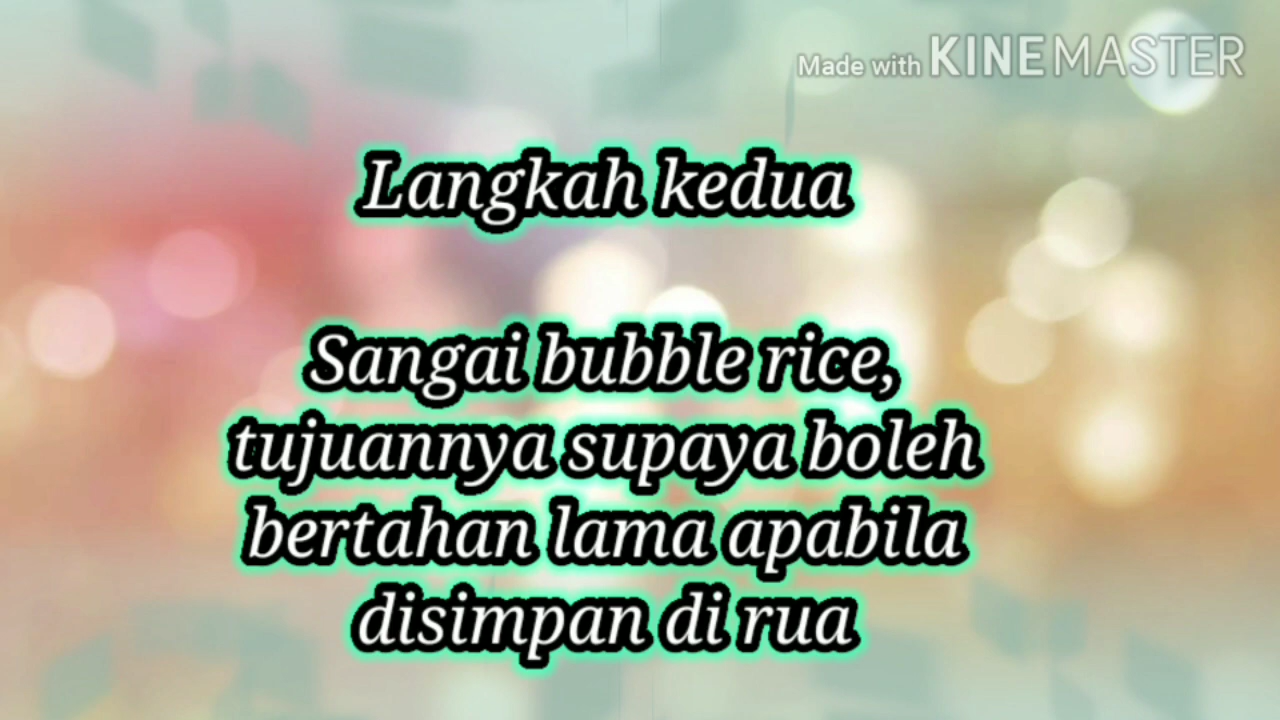 Made with KINEMASTER
Langkah kedua
Sangai bubble rice,
tujuannya supaya boleh
bertahan lama apabila
disimpan di rua